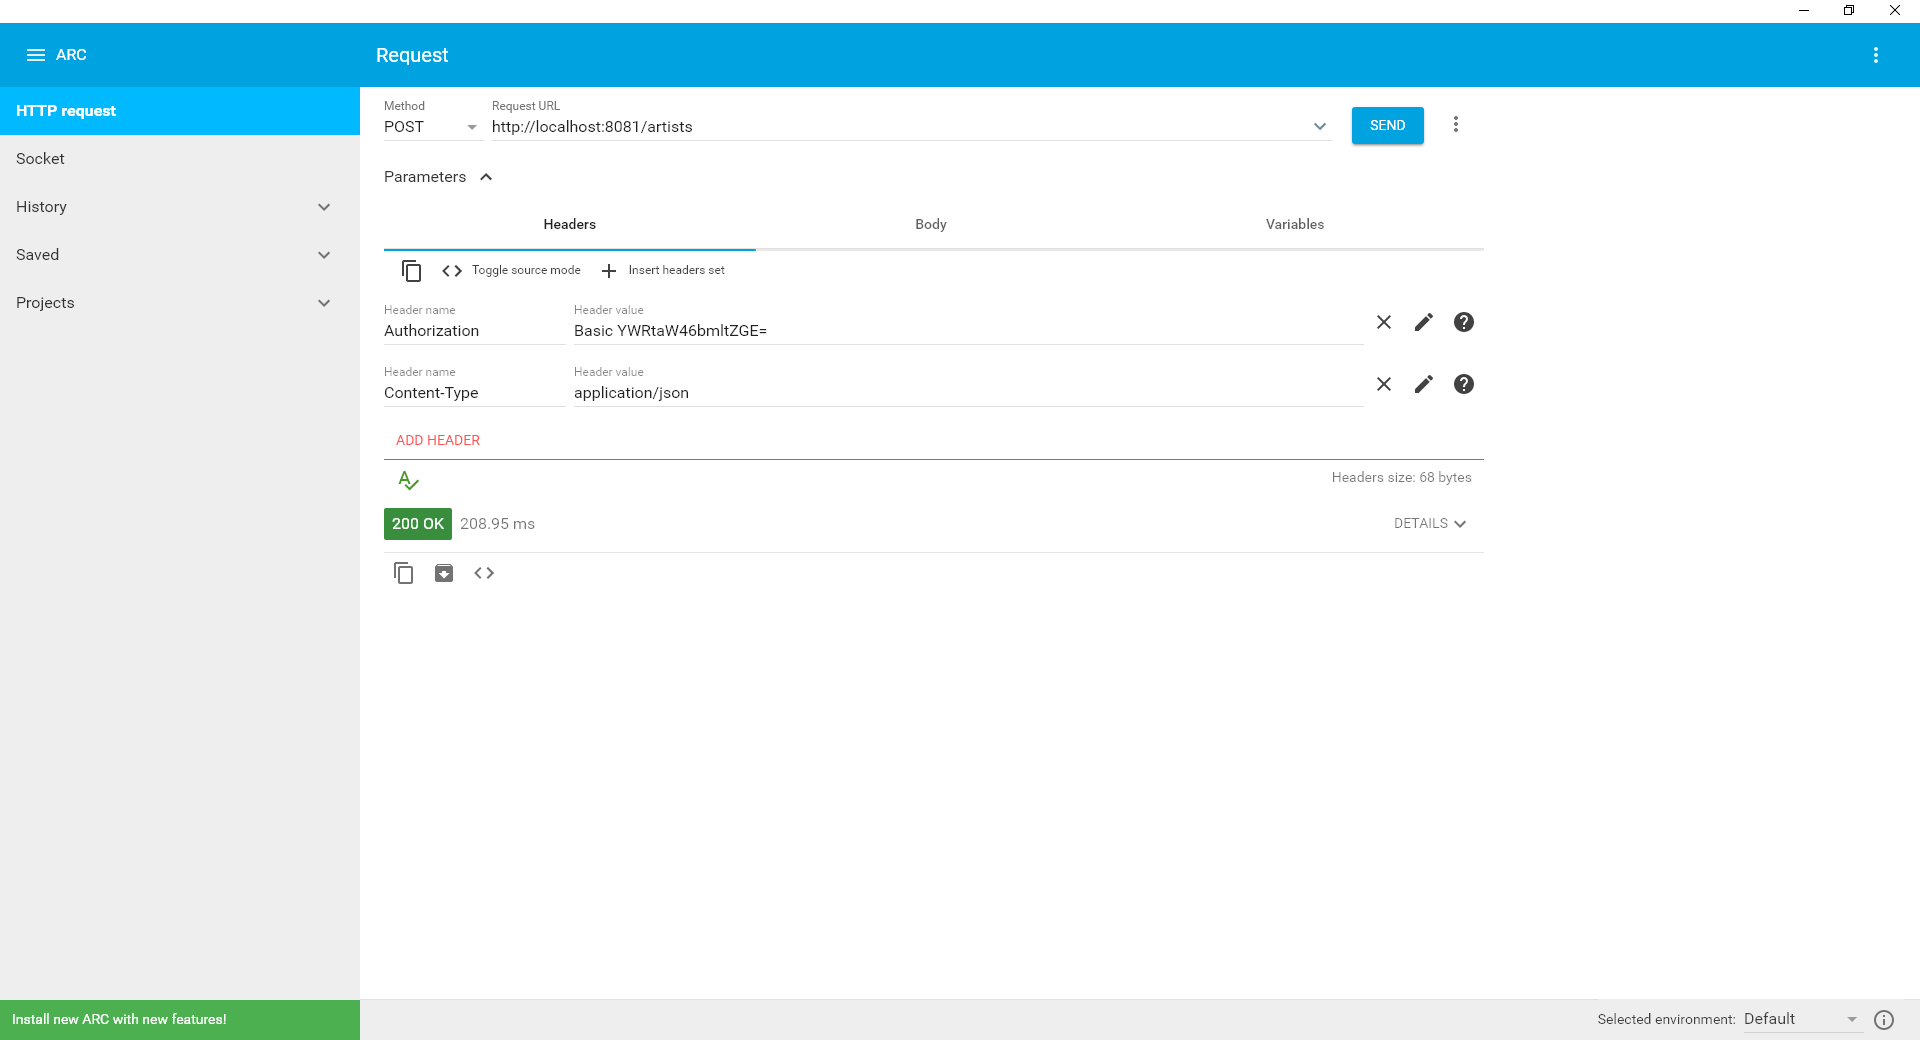 ARC
Request
HTTP request
Socket
History
Saved
Projects
Method
Request URL
POST
http://localhost:8081/artists
SEND
Parameters
Headers
Body
Variables
Toggle source mode
Insert headers set
Header name
Header value
Authorization
Basic YWRtaW46bmltZGE=
Header name
Header value
Content-Type
application/json
ADD HEADER
Headers size: 68 bytes
200 OK
208.95 ms
DETAILS
Install new ARC with new features!
Selected environment:
Default